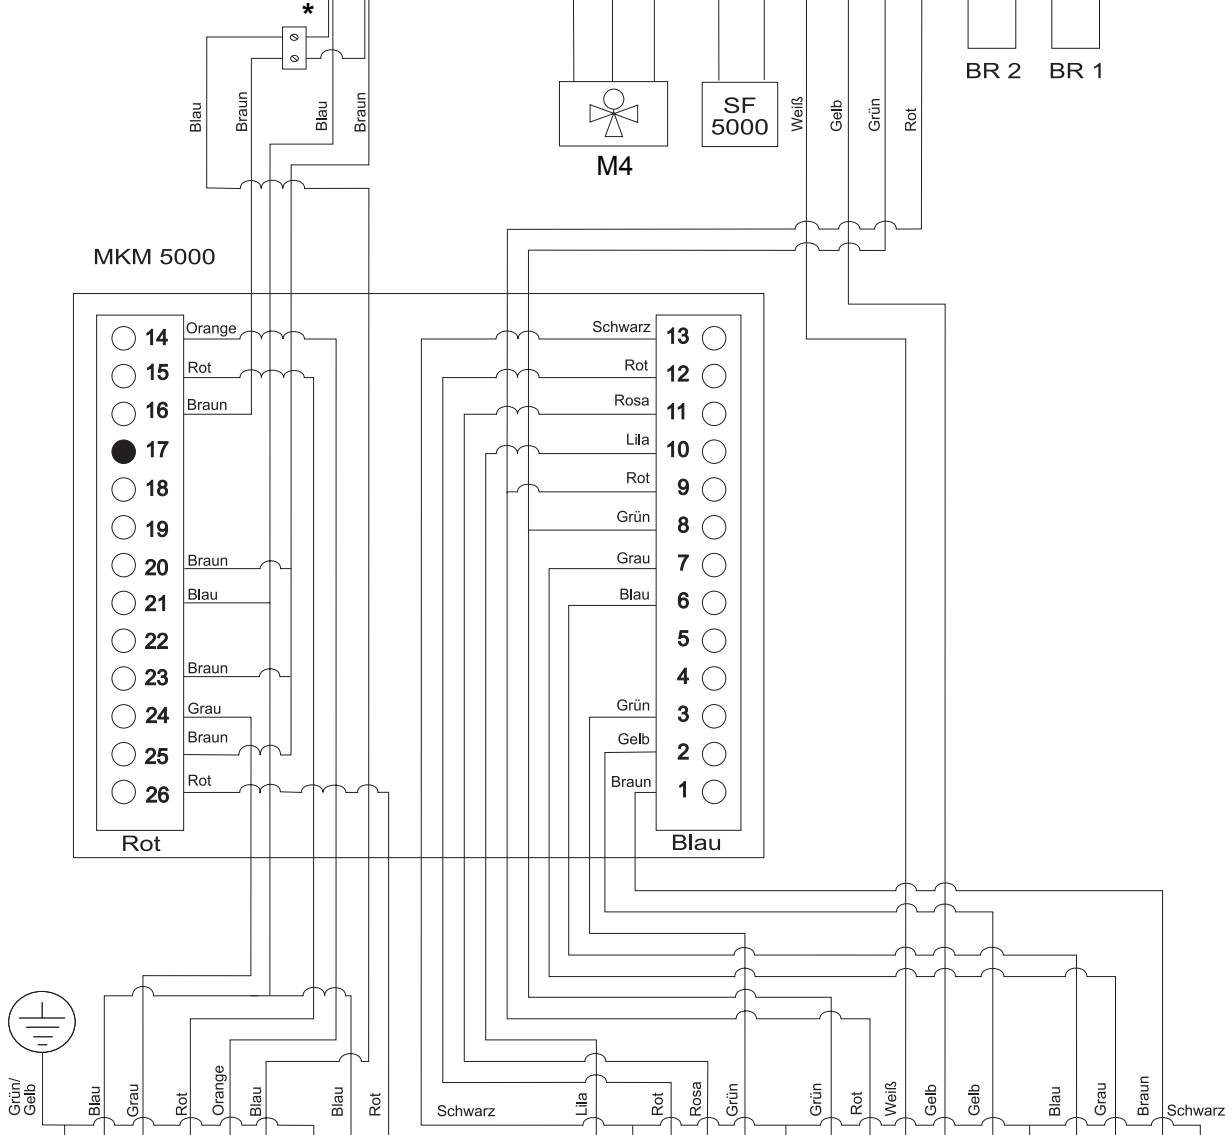 *
Blau
Braun
Blau
Braun
M4
SF
5000
Weiß
Gelb
Grün
Rot
BR 2
BR 1
MKM 5000
14 Orange
15 Rot
16 Braun
17
18
19
20 Braun
21 Blau
22
23 Braun
24 Grau
25 Braun
26 Rot
Rot
Schwarz 13
Rot 12
Rosa 11
Lila 10
Rot 9
Grün 8
Grau 7
Blau 6
5
4
Grün 3
Gelb 2
Braun 1
Blau
Grün/
Gelb
Blau
Grau
Rot
Orange
Blau
Blau
Rot
Schwarz
Lila
Rot
Rosa
Grün
Grün
Rot
Weiß
Gelb
Gelb
Blau
Grau
Braun
Schwarz